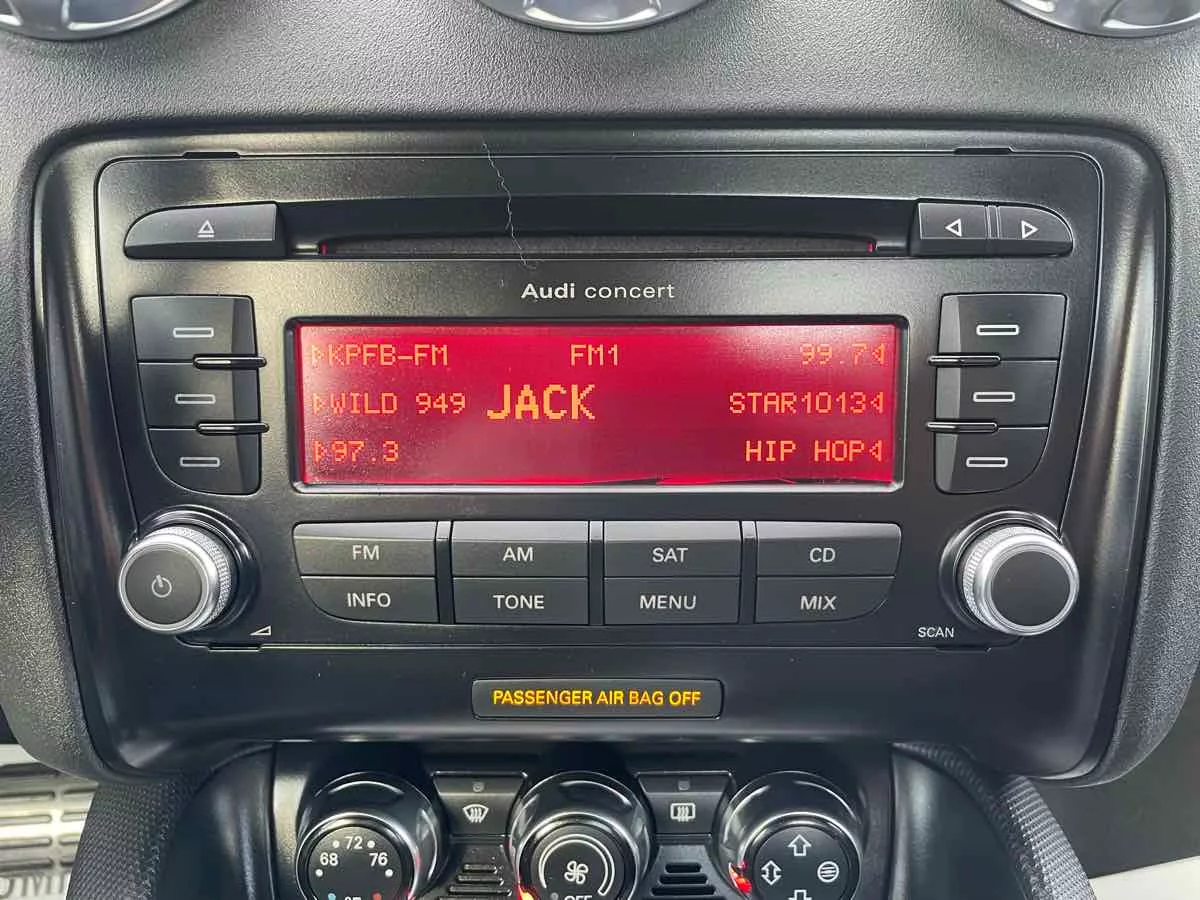 Audi concert
KPFB-FM FM1 99.7
WILD 949 JACK STAR1013
97.3 HIP HOP
FM AM SAT CD
INFO TONE MENU MIX
SCAN
PASSENGER AIR BAG OFF
72
68 76
OFF